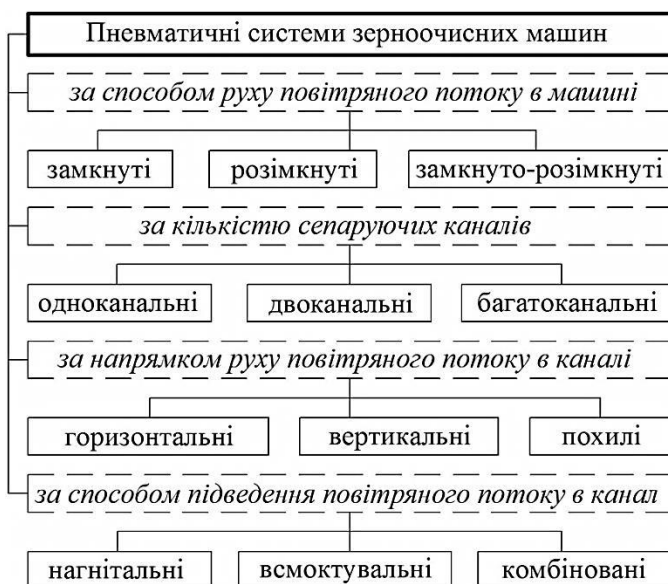 Пневматичні системи зерноочисних машин
за способом руху повітряного потоку в машині
замкнуті розімкнуті замкнуто-розімкнуті
за кількістю сепаруючих каналів
одноканальні двоканальні багатоканальні
за напрямком руху повітряного потоку в каналі
горизонтальні вертикальні похилі
за способом підведення повітряного потоку в канал
нагнітальні всмоктувальні комбіновані